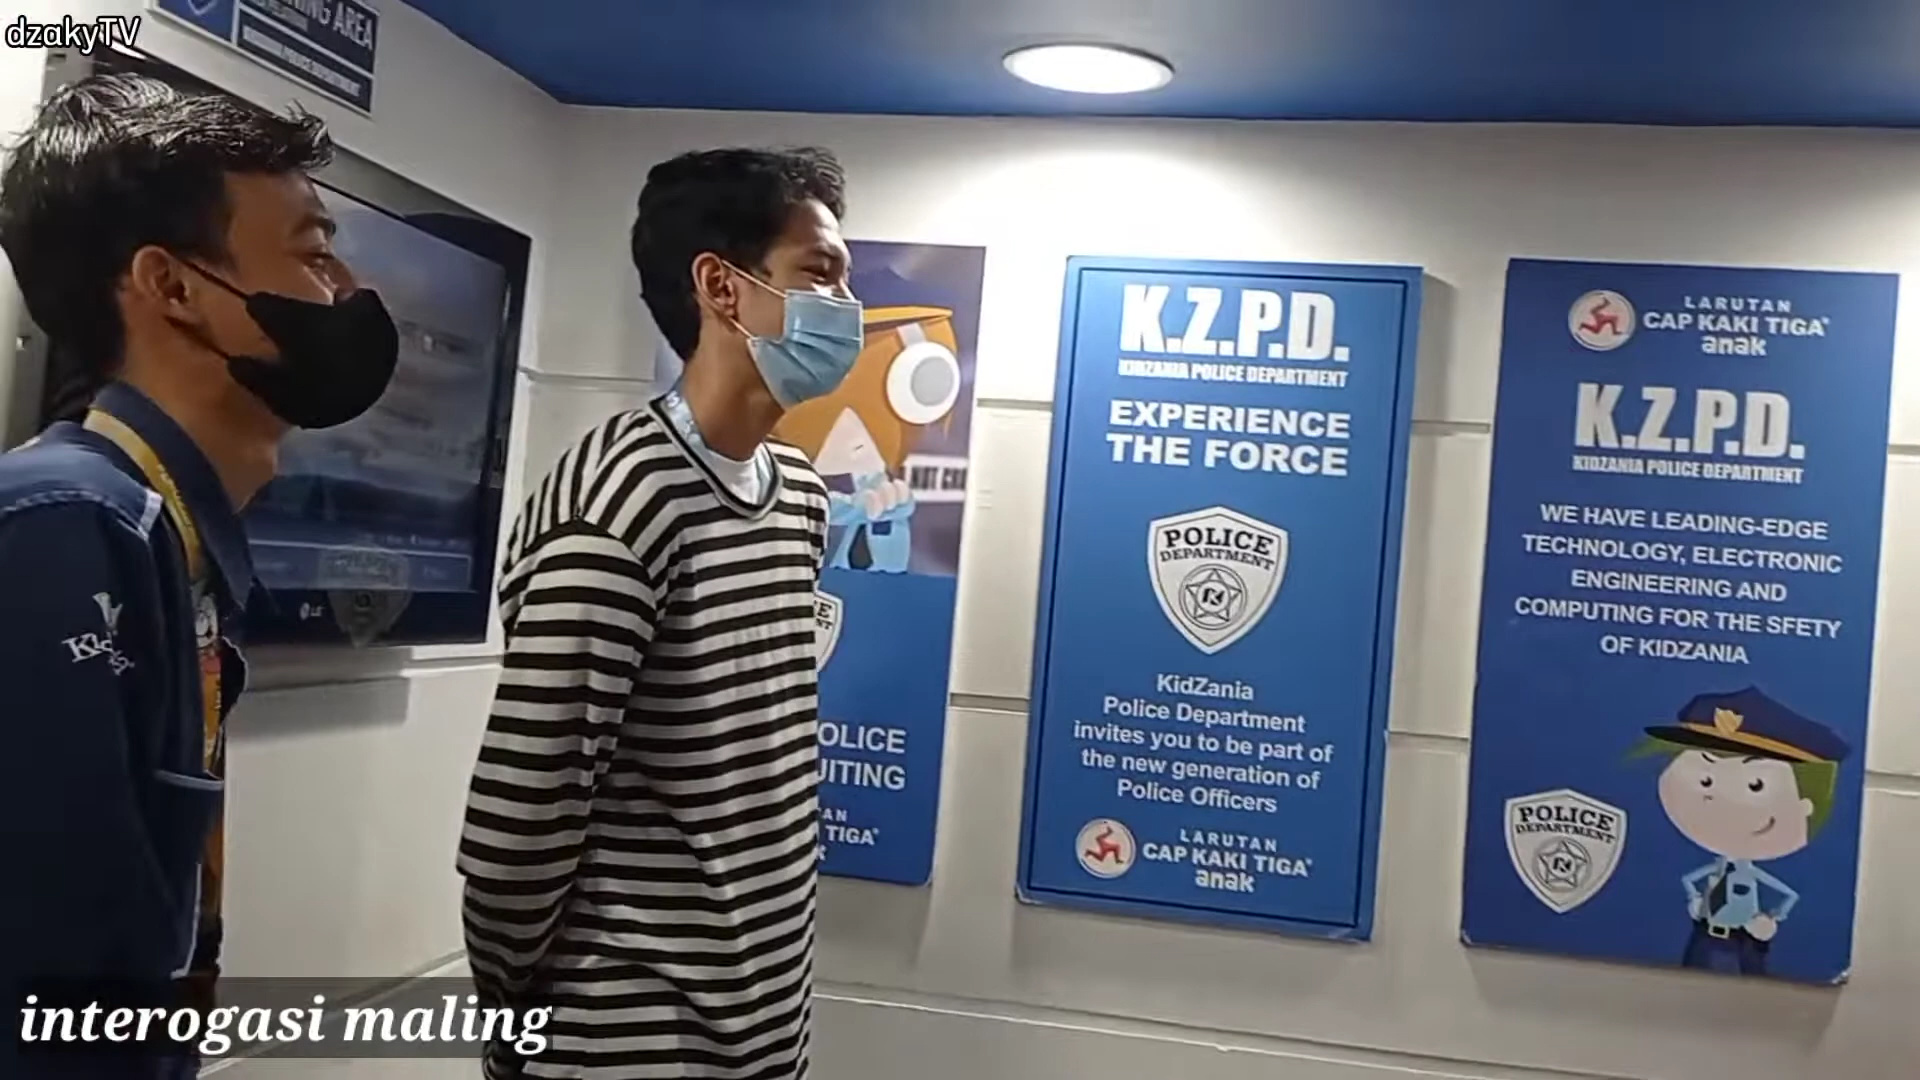 dzakyTV
AREA
K.Z.P.D.
KIDZANIA POLICE DEPARTMENT
EXPERIENCE
THE FORCE
POLICE
DEPARTMENT
KidZania
Police Department
invites you to be part of
the new generation of
Police Officers
LARUTAN
CAP KAKI TIGA®
anak
LARUTAN
CAP KAKI TIGA®
anak
K.Z.P.D.
KIDZANIA POLICE DEPARTMENT
WE HAVE LEADING-EDGE
TECHNOLOGY, ELECTRONIC
ENGINEERING AND
COMPUTING FOR THE SFETY
OF KIDZANIA
POLICE
DEPARTMENT
NOT
OLICE
UITING
TIGA®
LG
interogasi maling